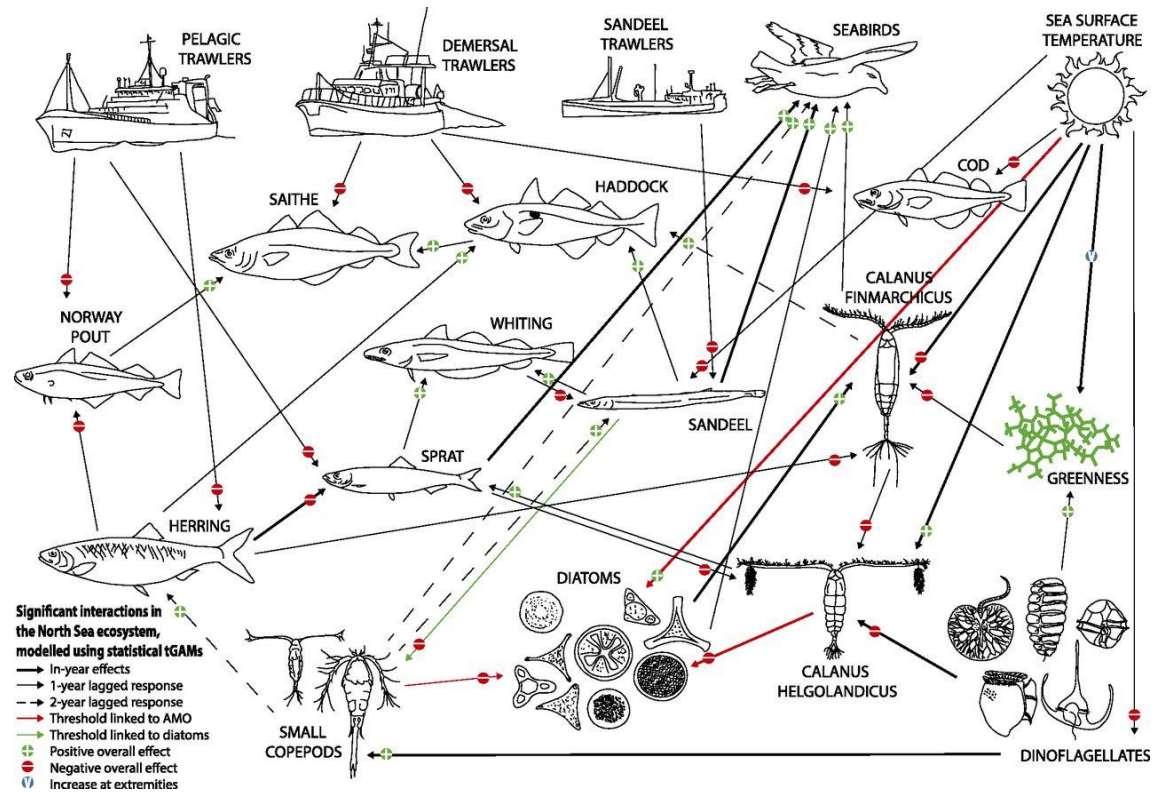 PELAGIC
TRAWLERS
DEMERSAL
TRAWLERS
SANDEEL
TRAWLERS
SEABIRDS
SEA SURFACE
TEMPERATURE
COD
SAITHE
HADDOCK
CALANUS
FINMARCHICUS
NORWAY
POUT
WHITING
SANDEEL
SPRAT
GREENNESS
HERRING
DIATOMS
CALANUS
HELGOLANDICUS
SMALL
COPEPODS
DINOFLAGELLATES
Significant interactions in
the North Sea ecosystem,
modelled using statistical tGAMs
In-year effects
1-year lagged response
2-year lagged response
Threshold linked to AMO
Threshold linked to diatoms
Positive overall effect
Negative overall effect
Increase at extremities